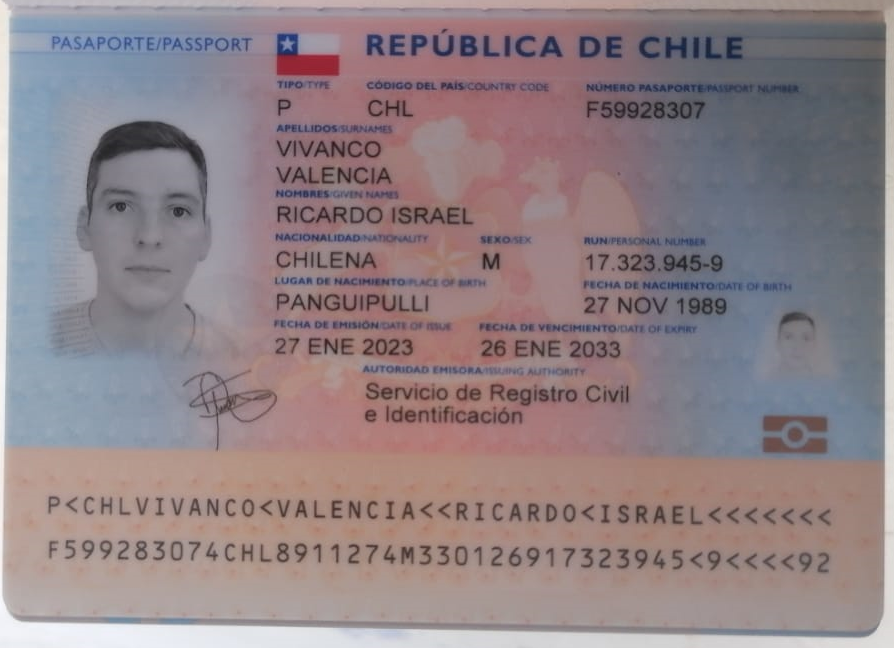 PASAPORTE/PASSPORT
REPÚBLICA DE CHILE
TIPO/TYPE CÓDIGO DEL PAÍS/COUNTRY CODE NÚMERO PASAPORTE/PASSPORT NUMBER
P CHL F59928307
APELLIDOS/SURNAMES
VIVANCO
VALENCIA
NOMBRES/GIVEN NAMES
RICARDO ISRAEL
NACIONALIDAD/NATIONALITY SEXO/SEX RUN/PERSONAL NUMBER
CHILENA M 17.323.945-9
LUGAR DE NACIMIENTO/PLACE OF BIRTH FECHA DE NACIMIENTO/DATE OF BIRTH
PANGUIPULLI 27 NOV 1989
FECHA DE EMISIÓN/DATE OF ISSUE FECHA DE VENCIMIENTO/DATE OF EXPIRY
27 ENE 2023 26 ENE 2033
AUTORIDAD EMISORA/ISSUING AUTHORITY
Servicio de Registro Civil
e Identificación
P<CHLVIVANCO<VALENCIA<<RICARDO<ISRAEL<<<<<<<
F599283074CHL8911274M330126917323945<9<<<<92